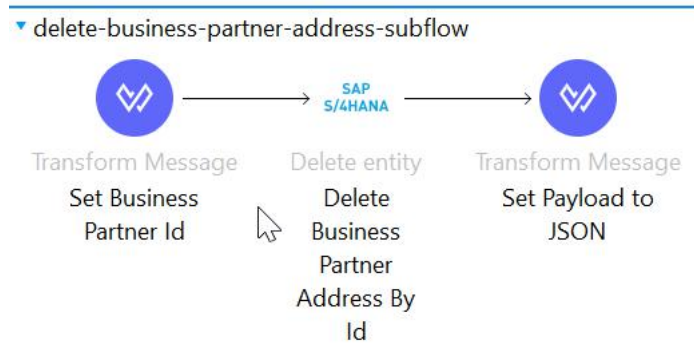 delete-business-partner-address-subflow
SAP
S/4HANA
Transform Message
Delete entity
Transform Message
Set Business
Partner Id
Delete
Business
Partner
Address By
Id
Set Payload to
JSON